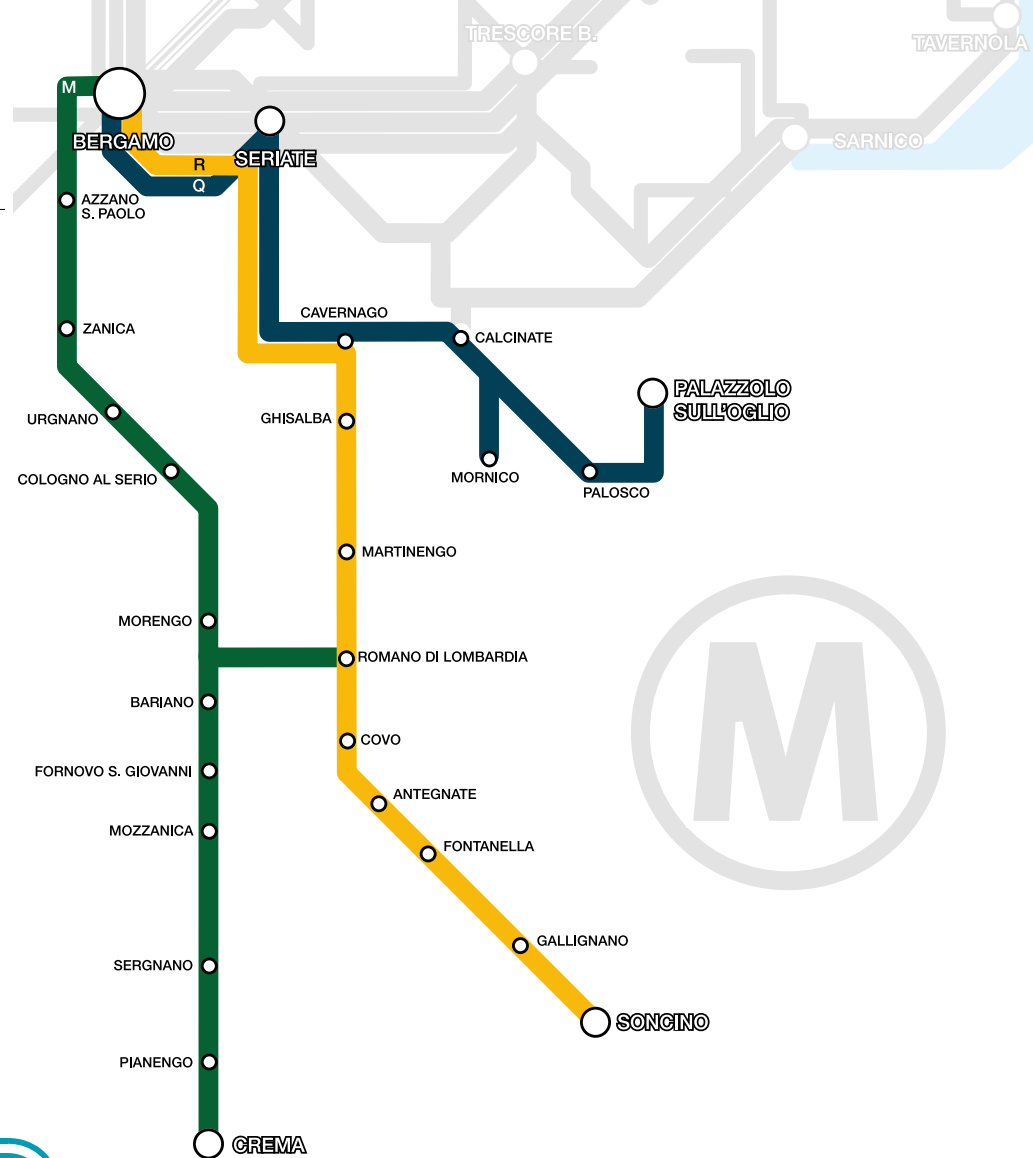 TRESCORE B.
TAVERNOLA
M
BERGAMO
SERIATE
SARNICO
R
Q
AZZANO
S. PAOLO
CAVERNAGO
ZANICA
CALCINATE
PALAZZOLO
SULL'OGLIO
URGNANO
GHISALBA
COLOGNO AL SERIO
MORNICO
PALOSCO
MARTINENGO
MORENGO
ROMANO DI LOMBARDIA
BARIANO
COVO
FORNOVO S. GIOVANNI
ANTEGNATE
MOZZANICA
FONTANELLA
M
GALLIGNANO
SERGNANO
SONCINO
PIANENGO
CREMA